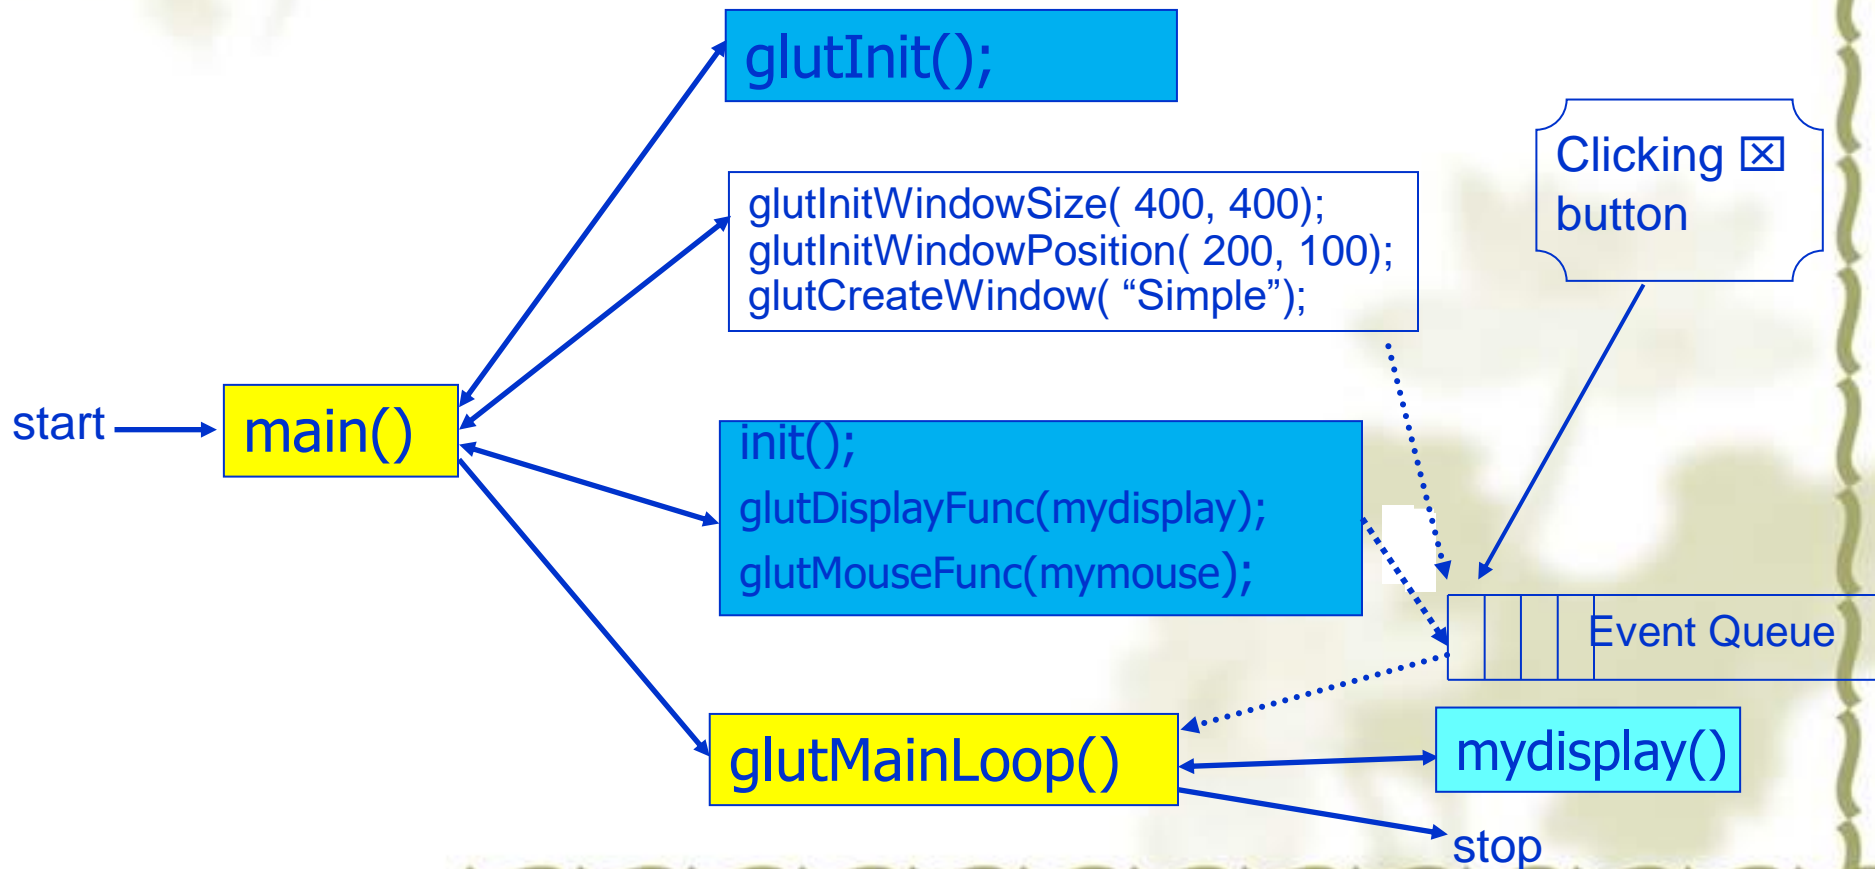 glutInit();
Clicking ☒
button
glutInitWindowSize( 400, 400);
glutInitWindowPosition( 200, 100);
glutCreateWindow( “Simple”);
start
main()
init();
glutDisplayFunc(mydisplay);
glutMouseFunc(mymouse);
Event Queue
glutMainLoop()
mydisplay()
stop